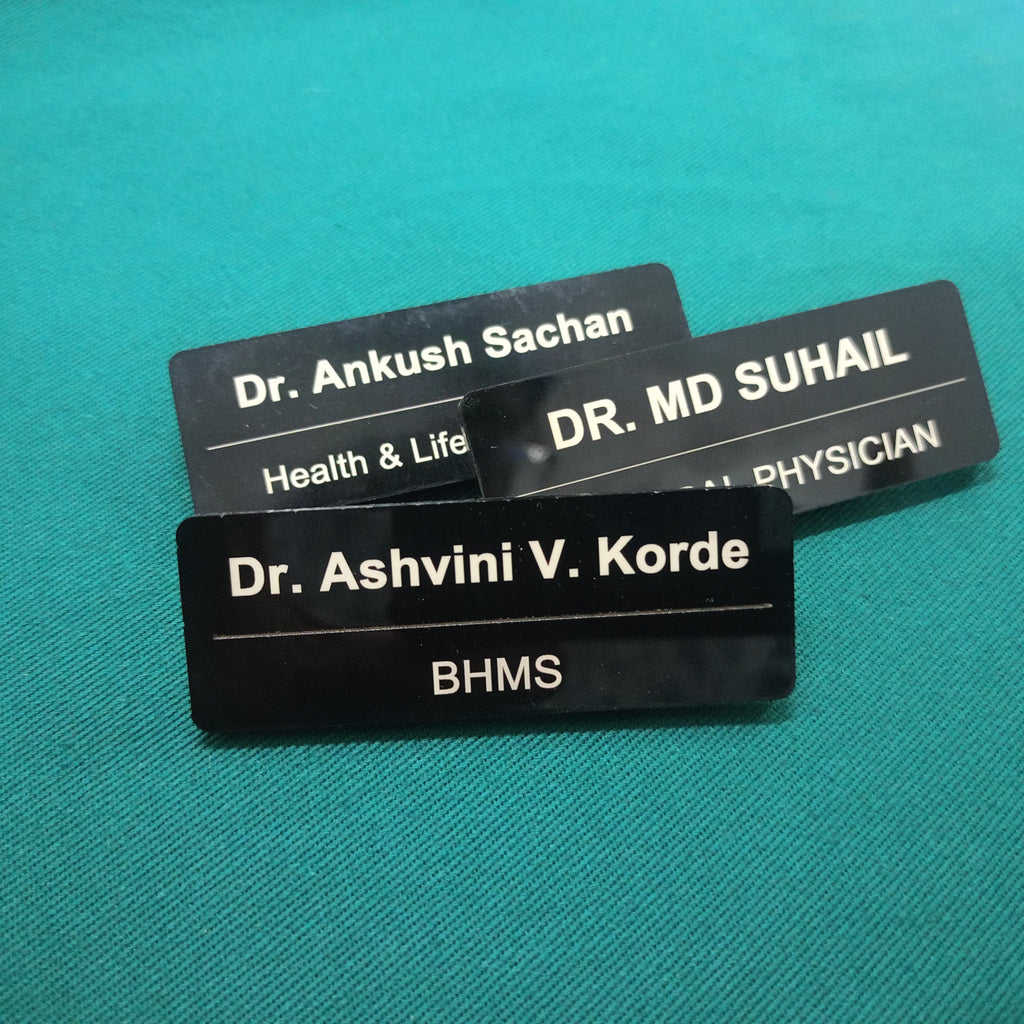 Dr. Ankush Sachan
Health & Life
DR. MD SUHAIL
PHYSICIAN
Dr. Ashvini V. Korde
BHMS